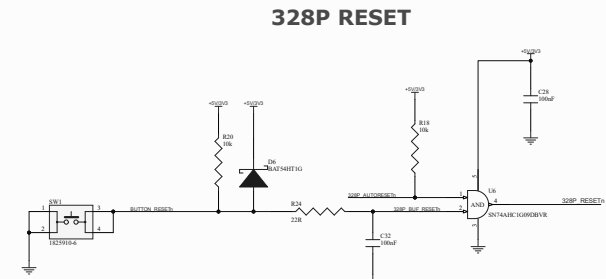 328P RESET
+5V/3V3
C28
100nF
+5V/3V3
+5V/3V3
+5V/3V3
R20
10k
D6
BAT54HT1G
R18
10k
5
U6
SW1
1
3
2
4
1825910-6
BUTTON_RESETn
R24
22R
328P_AUTORESETn
328P_BUF_RESETn
1
2
AND
4
328P_RESETn
SN74AHC1G09DBVR
3
C32
100nF